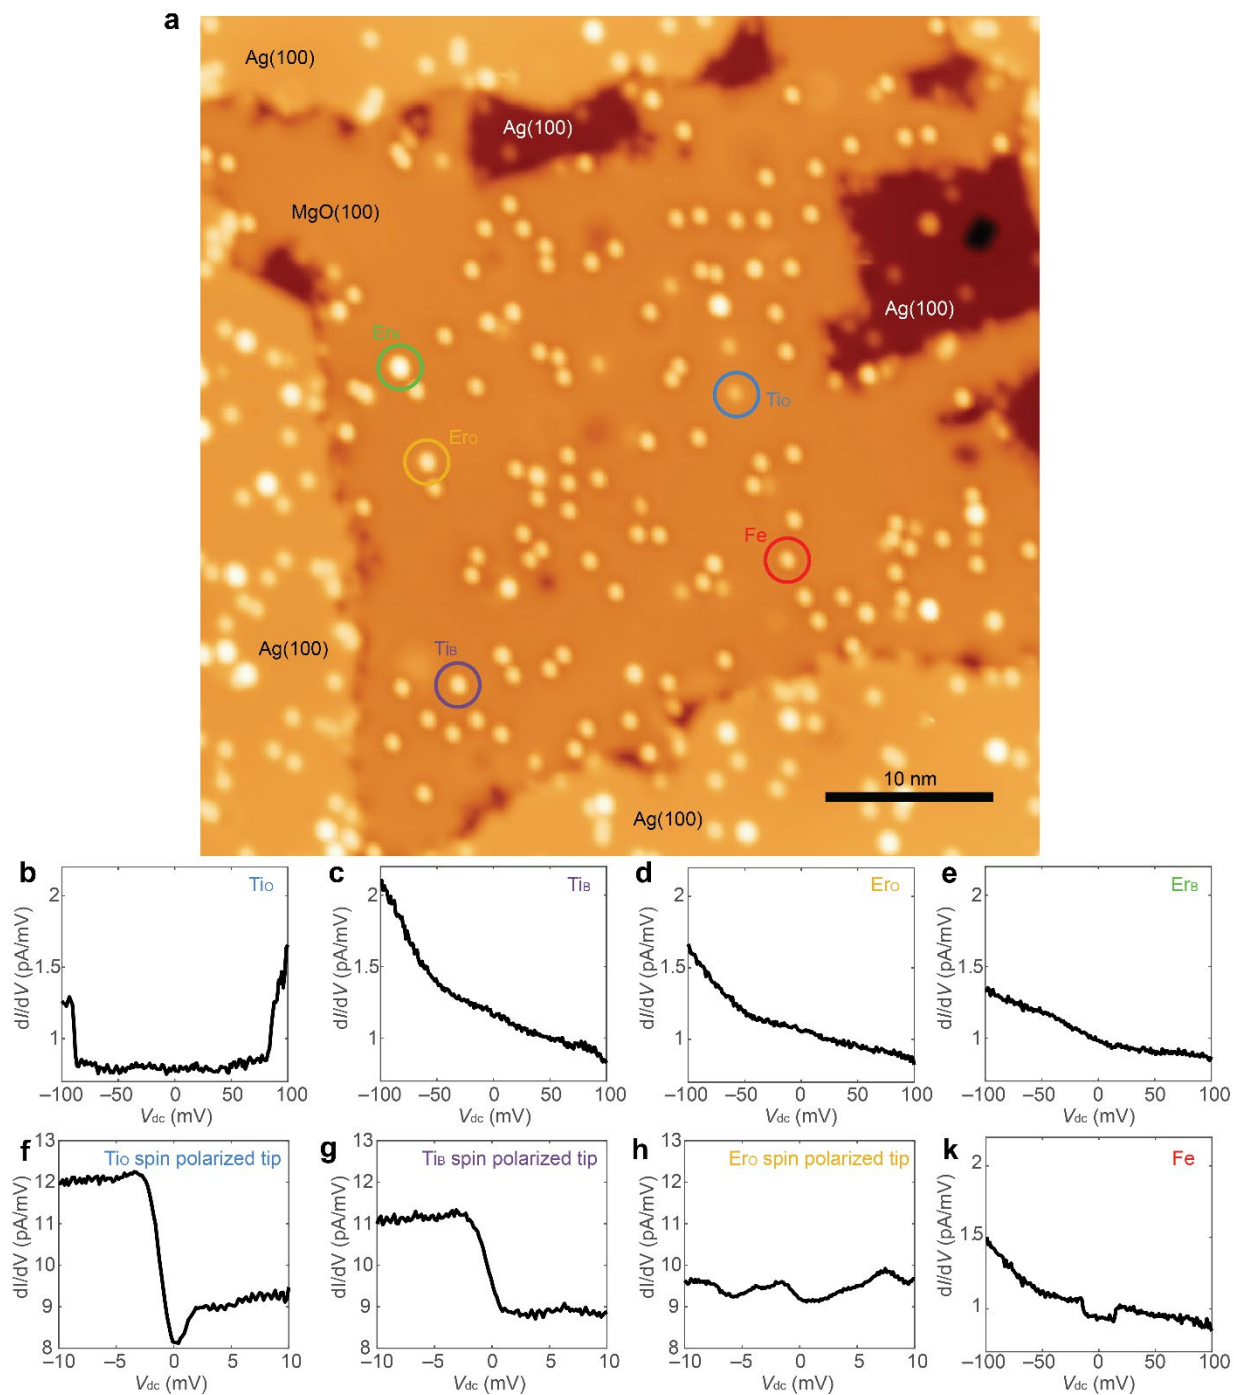 a
Ag(100)
Ag(100)
MgO(100)
Ag(100)
ErB
TiO
ErO
Fe
Ag(100)
TiB
10 nm
Ag(100)
b TiO c TiB d ErO e ErB
2 2 2 2
1.5 1.5 1.5 1.5
1 1 1 1
dI/dV (pA/mV) dI/dV (pA/mV) dI/dV (pA/mV) dI/dV (pA/mV)
–100 –50 0 50 100 –100 –50 0 50 100 –100 –50 0 50 100 –100 –50 0 50 100
Vdc (mV) Vdc (mV) Vdc (mV) Vdc (mV)
f TiO spin polarized tip g TiB spin polarized tip h ErO spin polarized tip k Fe
13 13 13 2
12 12 12
11 11 11 1.5
10 10 10
9 9 9 1
8 8 8
dI/dV (pA/mV) dI/dV (pA/mV) dI/dV (pA/mV) dI/dV (pA/mV)
–10 –5 0 5 10 –10 –5 0 5 10 –10 –5 0 5 10 –100 –50 0 50 100
Vdc (mV) Vdc (mV) Vdc (mV) Vdc (mV)